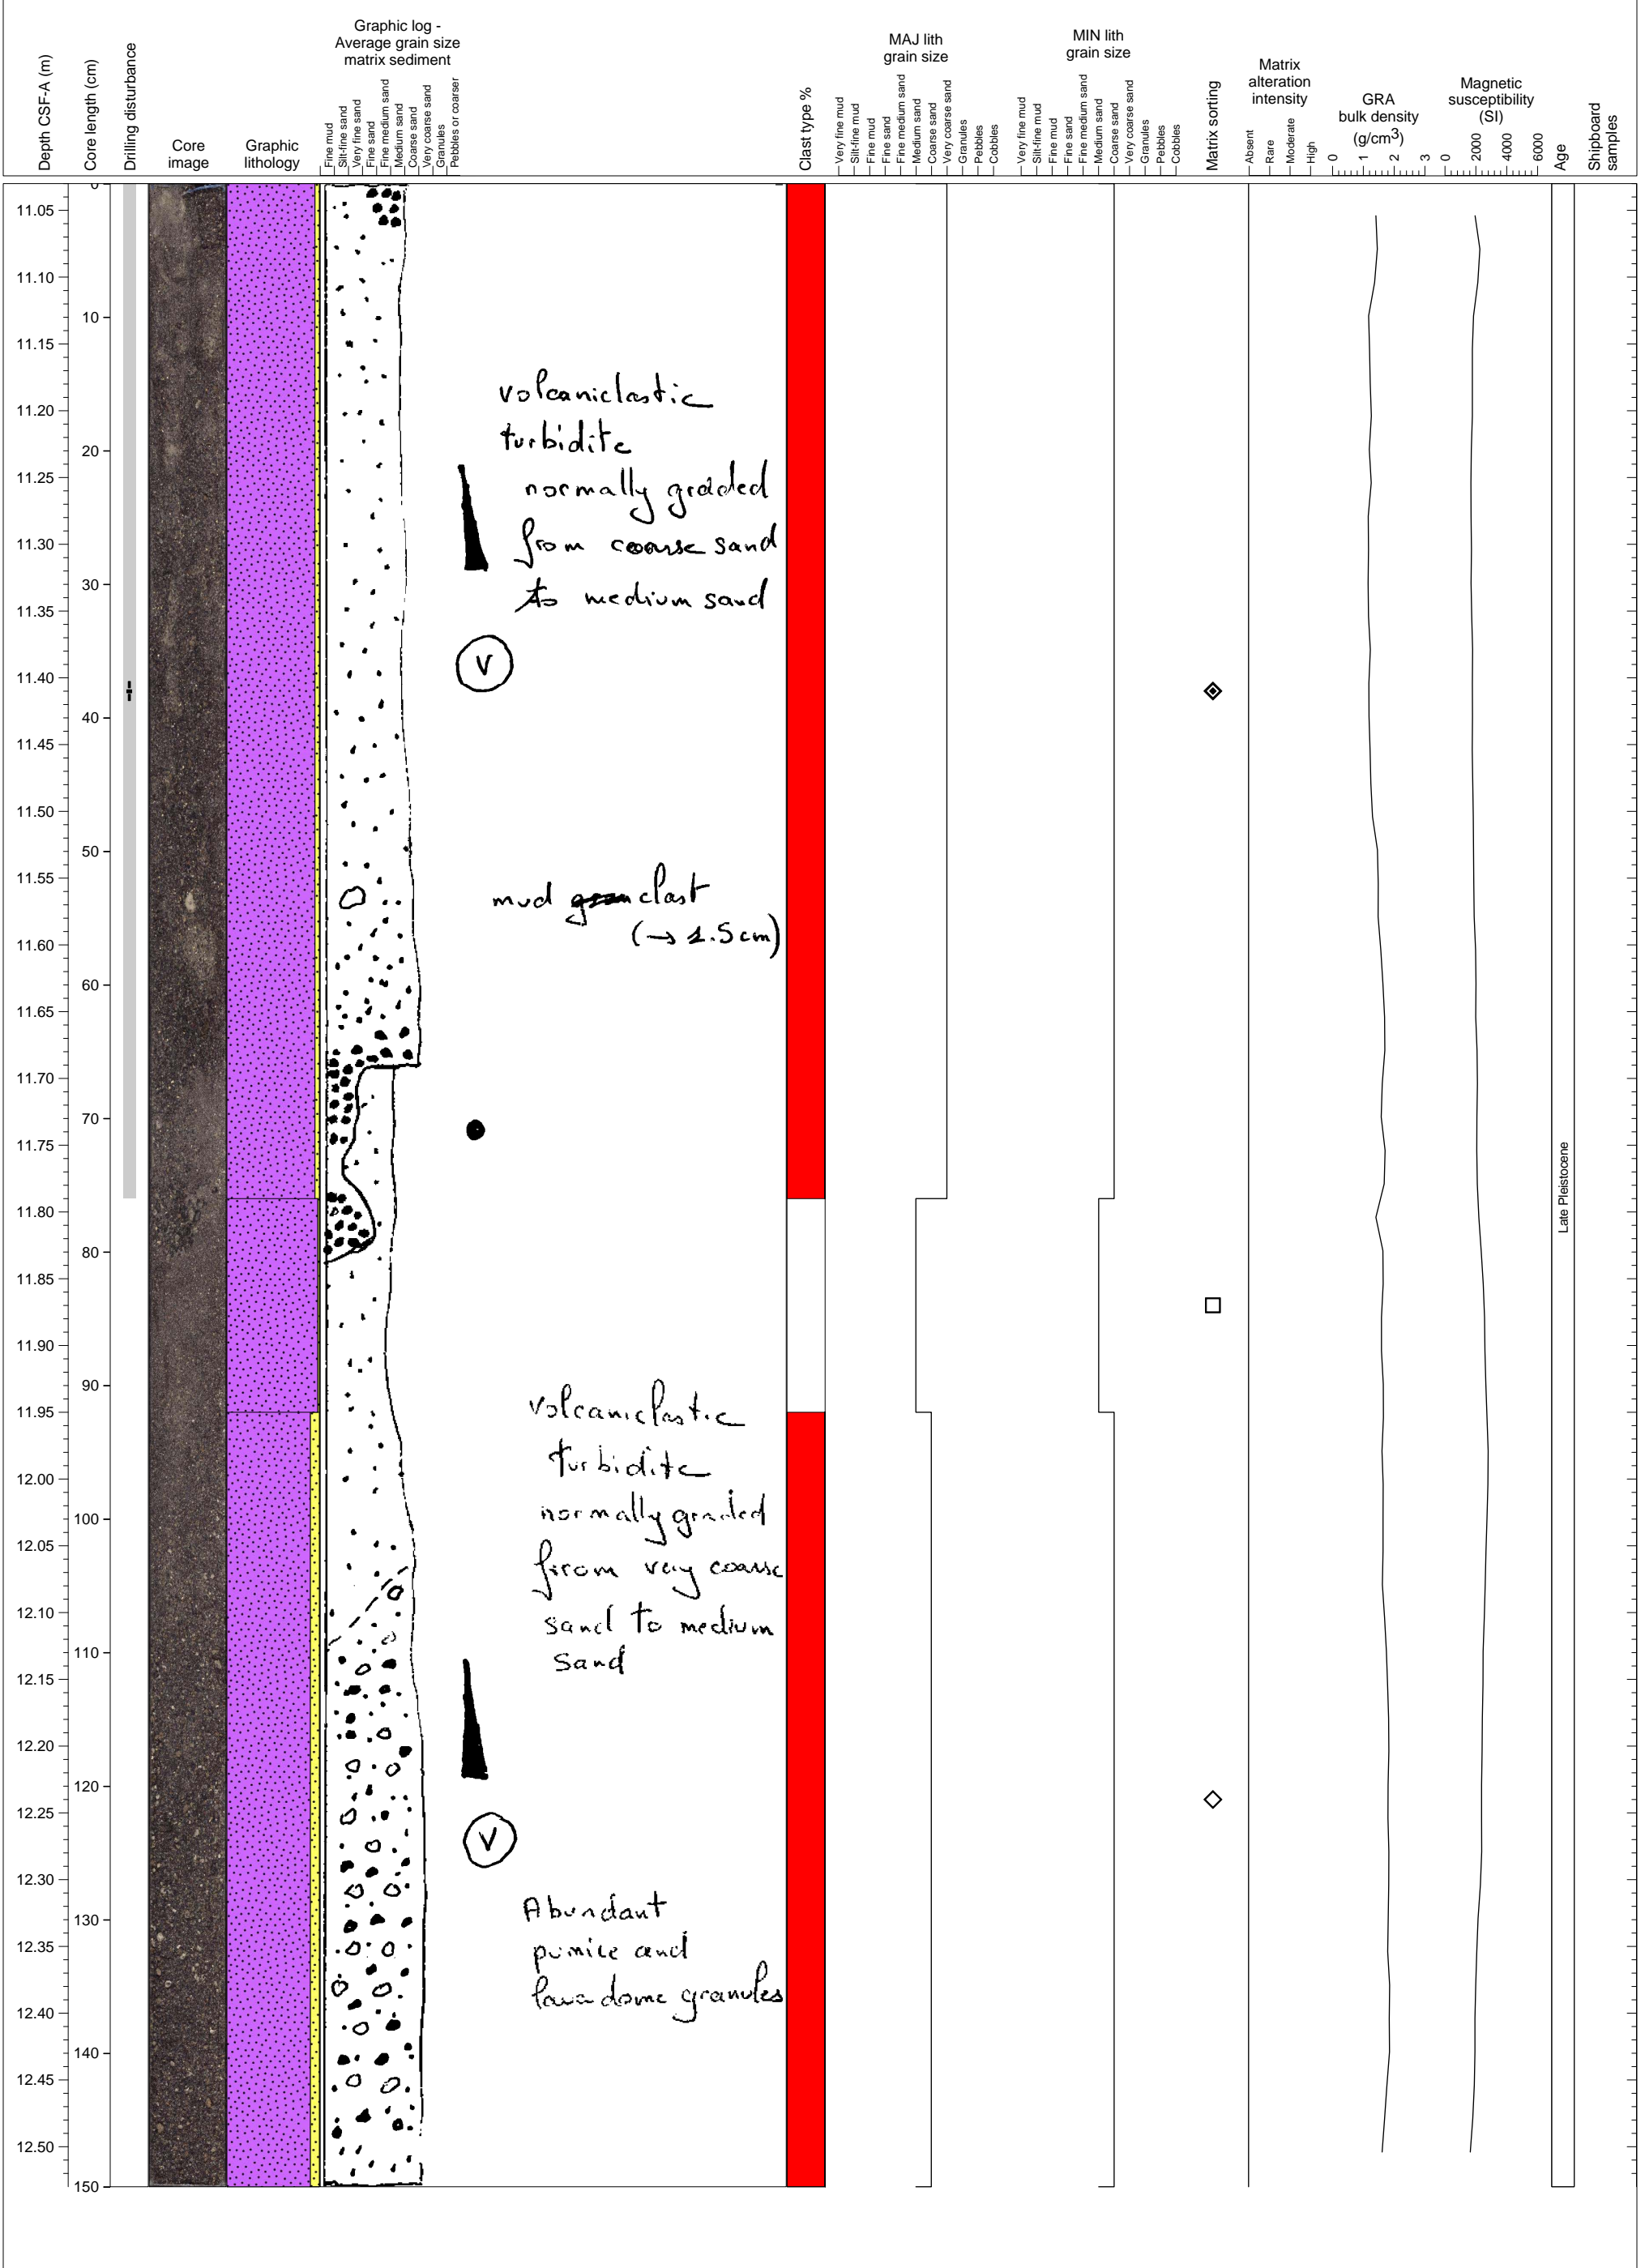 Depth CSF-A (m)
Core length (cm)
Drilling disturbance
Core
image
Graphic
lithology
Graphic log -
Average grain size
matrix sediment
Fine mud
Silt-fine sand
Very fine sand
Fine sand
Fine medium sand
Medium sand
Coarse sand
Very coarse sand
Granules
Pebbles or coarser
Clast type %
MAJ lith
grain size
Very fine mud
Silt-fine mud
Fine mud
Fine sand
Fine medium sand
Medium sand
Coarse sand
Very coarse sand
Granules
Pebbles
Cobbles
MIN lith
grain size
Very fine mud
Silt-fine mud
Fine mud
Fine sand
Fine medium sand
Medium sand
Coarse sand
Very coarse sand
Granules
Pebbles
Cobbles
Matrix sorting
Matrix
alteration
intensity
Absent
Rare
Moderate
High
GRA
bulk density
(g/cm3)
0 1 2 3
Magnetic
susceptibility
(SI)
0 2000 4000 6000
Age
Shipboard
samples
0
11.05
11.10
10
11.15
11.20
20
11.25
11.30
30
11.35
11.40
40
11.45
11.50
50
11.55
11.60
60
11.65
11.70
70
11.75
11.80
80
11.85
11.90
90
11.95
12.00
100
12.05
12.10
110
12.15
12.20
120
12.25
12.30
130
12.35
12.40
140
12.45
12.50
150
volcaniclastic
turbidite
normally graded
from coarse sand
to medium sand
V
mud clast
(→ 1.5cm)
volcaniclastic
turbidite
normally graded
from very coarse
sand to medium
sand
V
Abundant
pumice and
lava dome granules
Late Pleistocene